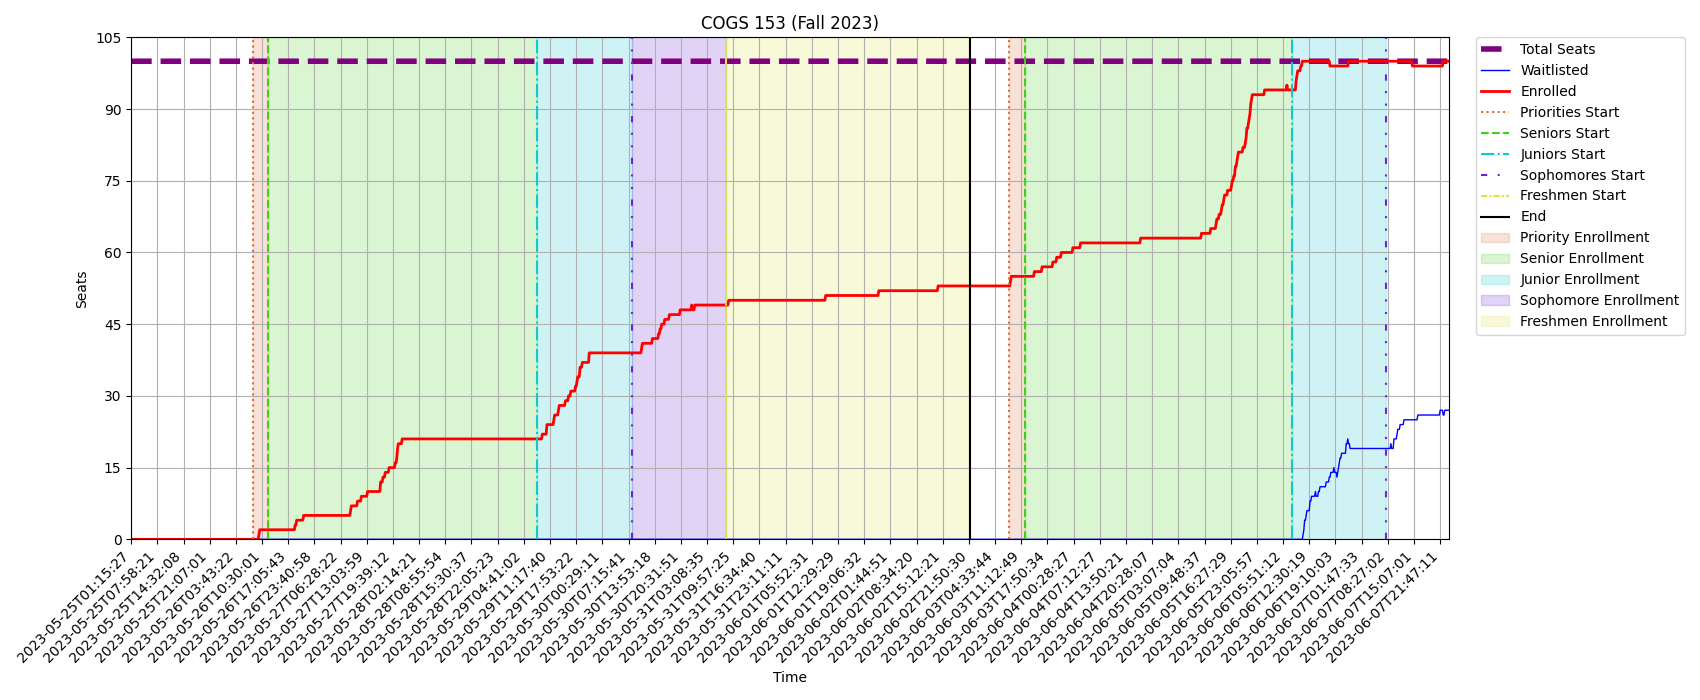 COGS 153 (Fall 2023)
105
90
75
60
45
30
15
0
Seats
2023-05-25T01:15:27
2023-05-25T07:58:21
2023-05-25T14:32:08
2023-05-25T21:07:01
2023-05-26T03:43:22
2023-05-26T10:30:01
2023-05-26T17:05:43
2023-05-26T23:40:58
2023-05-27T06:28:22
2023-05-27T13:03:59
2023-05-27T19:39:12
2023-05-28T02:14:21
2023-05-28T08:55:54
2023-05-28T15:30:37
2023-05-28T22:05:23
2023-05-29T04:41:02
2023-05-29T11:17:40
2023-05-29T17:53:22
2023-05-30T00:29:11
2023-05-30T07:15:41
2023-05-30T13:53:18
2023-05-30T20:31:51
2023-05-31T03:08:35
2023-05-31T09:57:25
2023-05-31T16:34:40
2023-05-31T23:11:11
2023-06-01T05:52:31
2023-06-01T12:29:29
2023-06-01T19:06:32
2023-06-02T01:44:51
2023-06-02T08:34:20
2023-06-02T15:12:21
2023-06-02T21:50:30
2023-06-03T04:33:44
2023-06-03T11:12:49
2023-06-03T17:50:34
2023-06-04T00:28:27
2023-06-04T07:12:27
2023-06-04T13:50:21
2023-06-04T20:28:07
2023-06-05T03:07:04
2023-06-05T09:48:37
2023-06-05T16:27:29
2023-06-05T23:05:57
2023-06-06T05:51:12
2023-06-06T12:30:19
2023-06-06T19:10:03
2023-06-07T01:47:33
2023-06-07T08:27:02
2023-06-07T15:07:01
2023-06-07T21:47:11
Time
Total Seats
Waitlisted
Enrolled
Priorities Start
Seniors Start
Juniors Start
Sophomores Start
Freshmen Start
End
Priority Enrollment
Senior Enrollment
Junior Enrollment
Sophomore Enrollment
Freshmen Enrollment